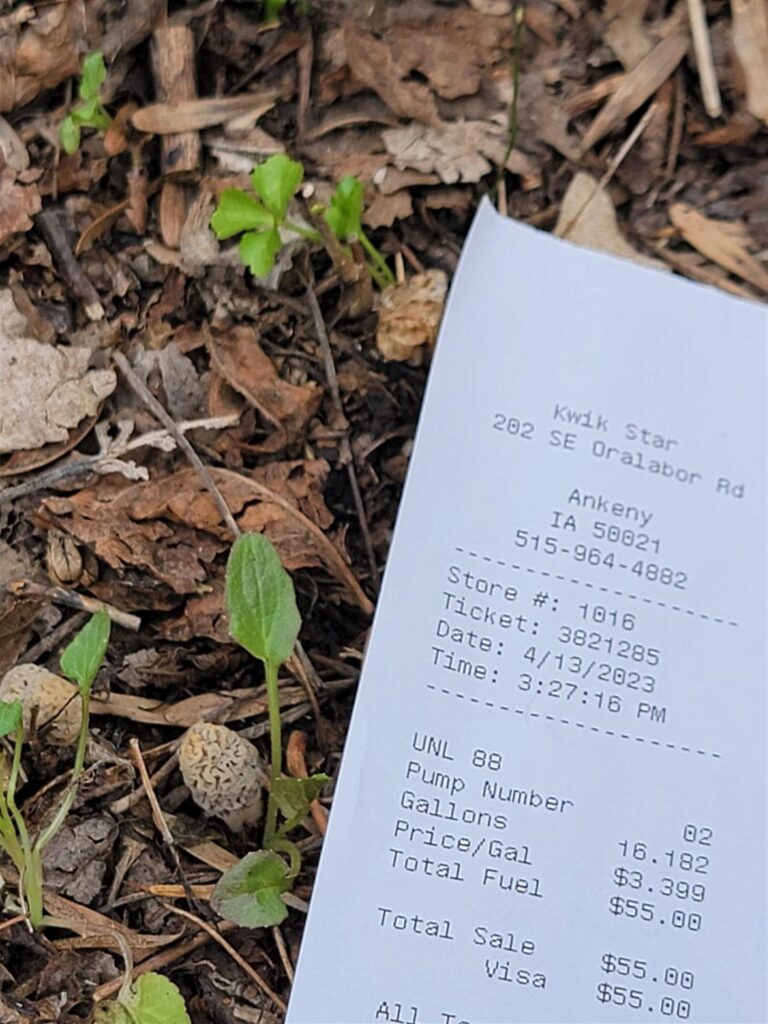 Kwik Star
202 SE Oralabor Rd
Ankeny
IA 50021
515-964-4882
--------------------------------
Store #: 1016
Ticket: 3821285
Date: 4/13/2023
Time: 3:27:16 PM
--------------------------------
UNL 88
Pump Number 02
Gallons 16.182
Price/Gal $3.399
Total Fuel $55.00
Total Sale $55.00
Visa $55.00
All